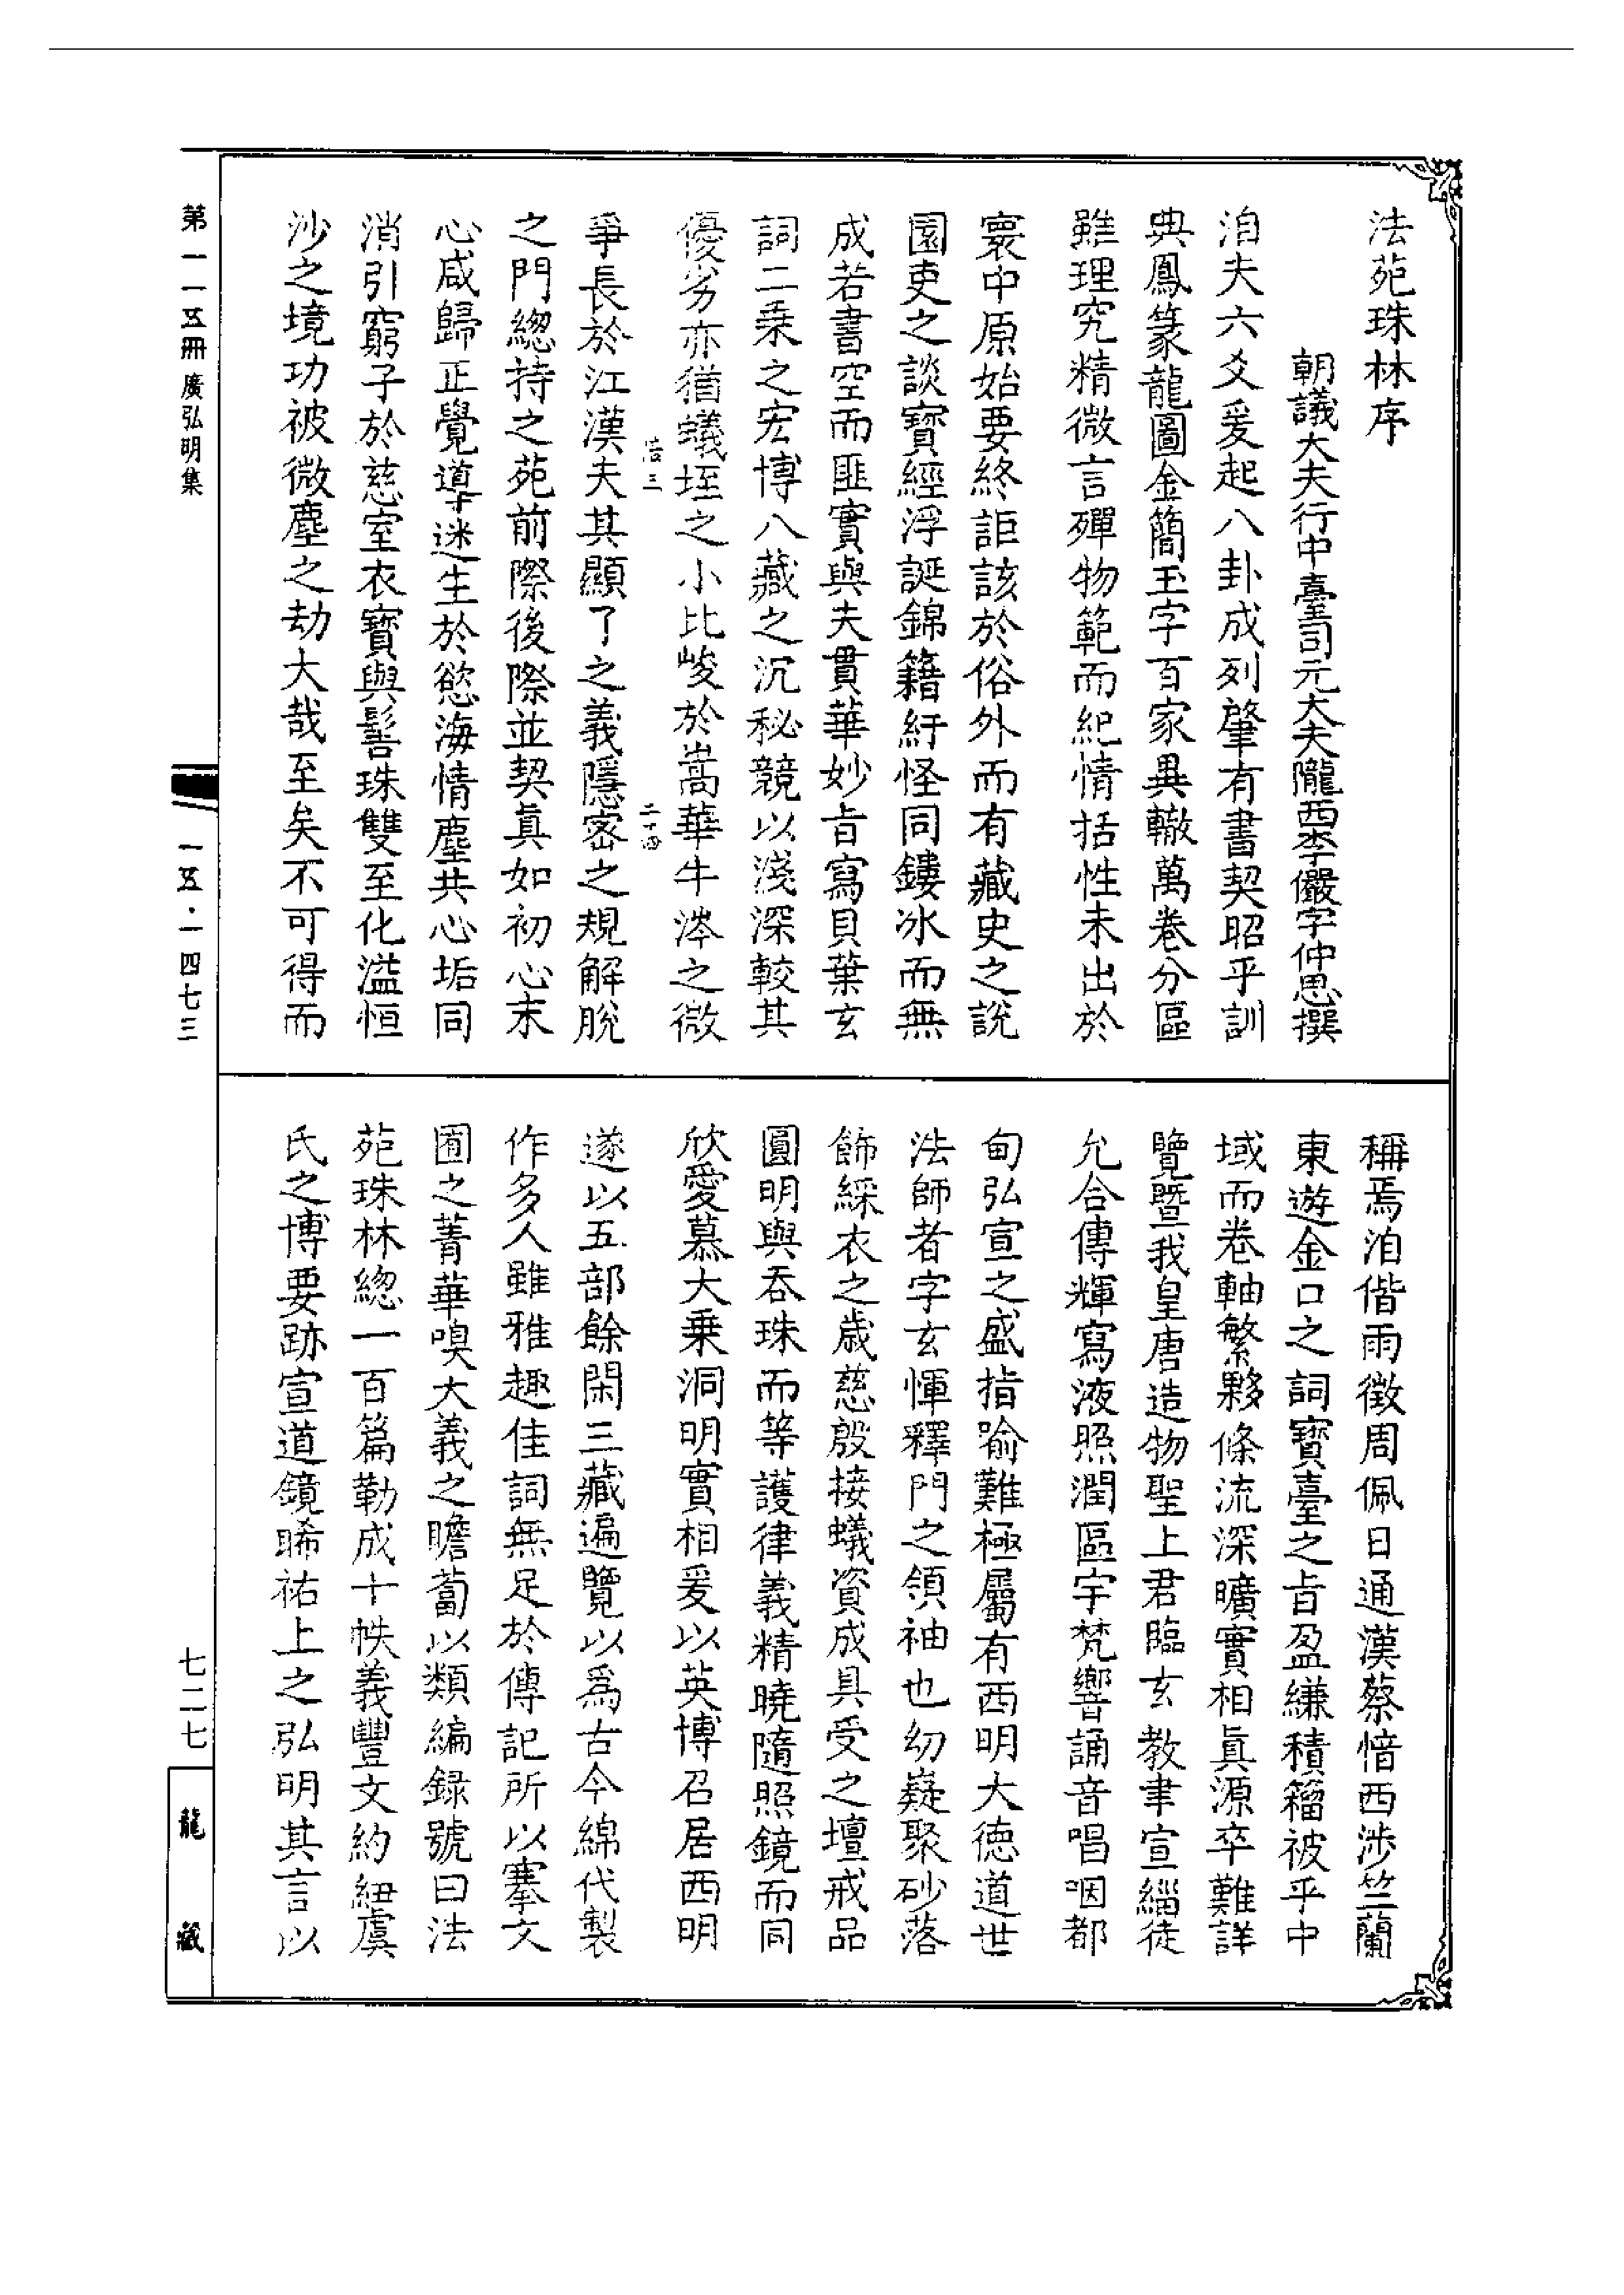 法苑珠林序
朝議大夫行中臺司元大夫隴西李儼字仲思撰
洎夫六爻爰起八卦成列肇有書契昭乎訓
典鳳篆龍圖金簡玉字百家異轍萬卷分區
雖理究精微言殫物範而紀情括性未出於
寰中原始要終詎該於俗外而有藏史之說
園吏之談寶經浮誕錦籍紆怪同鏤冰而無
成若書空而匪實與夫貫華妙旨寫貝葉玄
詞二乘之宏博八藏之沉秘競以淺深較其
優劣亦猶蟻垤之小比峻於嵩華牛涔之微
爭長於江漢夫其顯了之義隱密之規解脫
之門總持之苑前際後際並契真如初心末
心咸歸正覺導迷生於慾海情塵共心垢同
消引窮子於慈室衣寶與髻珠雙至化溢恒
沙之境功被微塵之劫大哉至矣不可得而
稱焉洎偕雨徵周佩日通漢蔡愔西涉竺蘭
東遊金口之詞寶臺之旨盈縑積籀被乎中
域而卷軸繁夥條流深曠實相真源卒難詳
覽暨我皇唐造物聖上君臨玄教聿宣緇徒
允合傳輝寫液照潤區宇梵響誦音唱咽都
甸弘宣之盛指喻難極屬有西明大德道世
法師者字玄惲釋門之領袖也幼嶷聚砂落
飾綵衣之歲慈殷接蟻資成具受之壇戒品
圓明與吞珠而等護律義精曉隨照鏡而同
欣愛慕大乘洞明實相爰以英博召居西明
遂以五部餘閑三藏遍覽以為古今綿代製
作多人雖雅趣佳詞無足於傳記所以搴文
囿之菁華嗅大義之瞻蔔以類編錄號曰法
苑珠林總一百篇勒成十帙義豐文約紐虞
氏之博要跡宣道鏡晞祐上之弘明其言以
第一一五冊 廣弘明集
一五·一四七三
七二七
龍藏